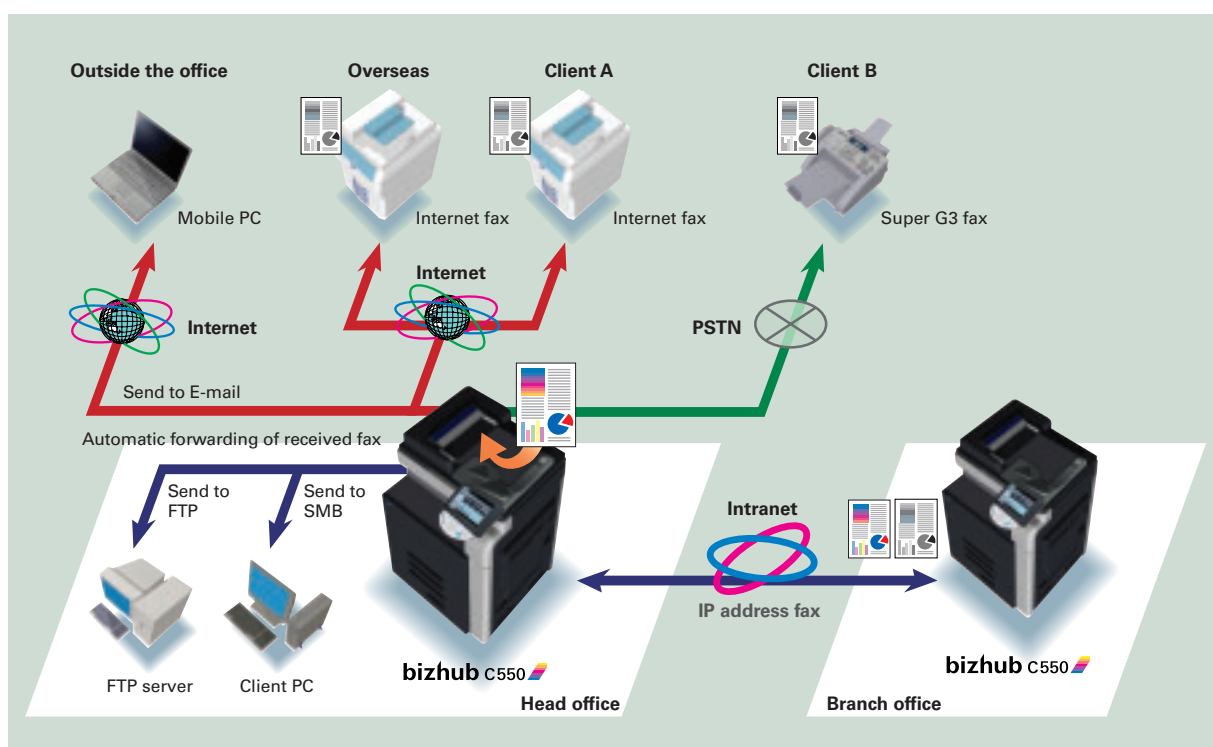 Outside the office
Overseas
Client A
Client B
Mobile PC
Internet fax
Internet fax
Super G3 fax
Internet
Internet
PSTN
Send to E-mail
Automatic forwarding of received fax
Send to
FTP
Send to
SMB
Intranet
IP address fax
FTP server
Client PC
bizhub C550
bizhub C550
Head office
Branch office